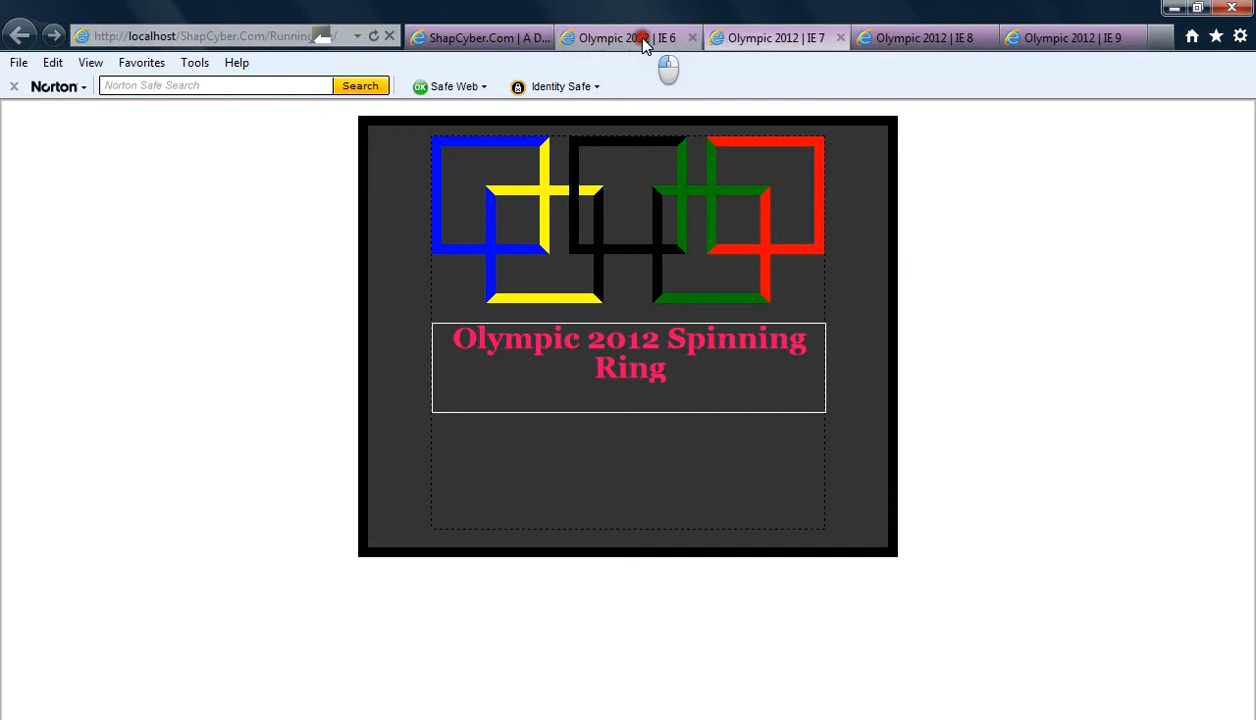 http://localhost/ShapCyber.Com/Running
ShapCyber.Com | A D...
Olympic 2012 | IE 6
Olympic 2012 | IE 7
Olympic 2012 | IE 8
Olympic 2012 | IE 9
File Edit View Favorites Tools Help
x Norton Norton Safe Search Search OK Safe Web Identity Safe
Olympic 2012 Spinning
Ring